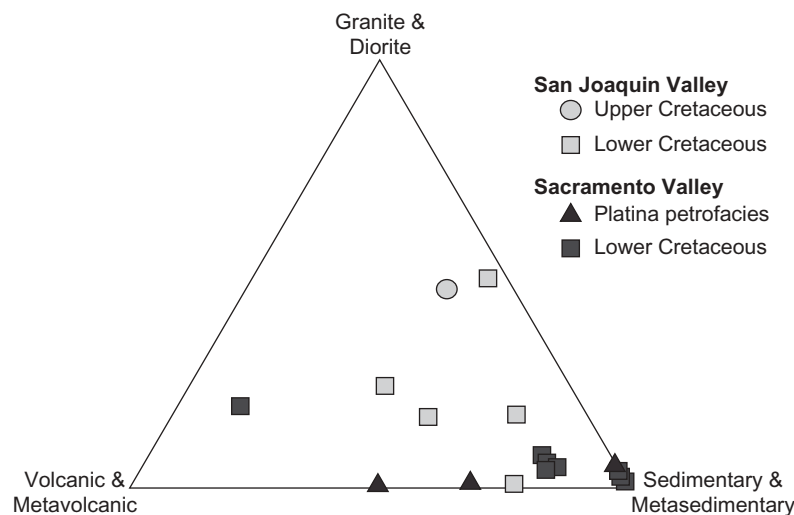 Granite &
Diorite
San Joaquin Valley
Upper Cretaceous
Lower Cretaceous
Sacramento Valley
Platina petrofacies
Lower Cretaceous
Volcanic &
Metavolcanic
Sedimentary &
Metasedimentary